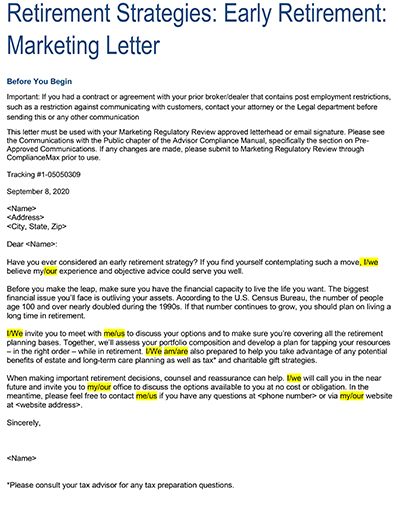 Retirement Strategies: Early Retirement:
Marketing Letter
Before You Begin
Important: If you had a contract or agreement with your prior broker/dealer that contains post employment restrictions,
such as a restriction against communicating with customers, contact your attorney or the Legal department before
sending this or any other communication
This letter must be used with your Marketing Regulatory Review approved letterhead or email signature. Please see
the Communications with the Public chapter of the Advisor Compliance Manual, specifically the section on Pre-
Approved Communications. If any changes are made, please submit to Marketing Regulatory Review through
ComplianceMax prior to use.
Tracking #1-05050309
September 8, 2020
<Name>
<Address>
<City, State, Zip>
Dear <Name>:
Have you ever considered an early retirement strategy? If you find yourself contemplating such a move, I/we
believe my/our experience and objective advice could serve you well.
Before you make the leap, make sure you have the financial capacity to live the life you want. The biggest
financial issue you'll face is outliving your assets. According to the U.S. Census Bureau, the number of people
age 100 and over nearly doubled during the 1990s. If that number continues to grow, you should plan on living a
long time in retirement.
I/We invite you to meet with me/us to discuss your options and to make sure you're covering all the retirement
planning bases. Together, we'll assess your portfolio composition and develop a plan for tapping your resources
– in the right order – while in retirement. I/We am/are also prepared to help you take advantage of any potential
benefits of estate and long-term care planning as well as tax* and charitable gift strategies.
When making important retirement decisions, counsel and reassurance can help. I/we will call you in the near
future and invite you to my/our office to discuss the options available to you at no cost or obligation. In the
meantime, please feel free to contact me/us if you have any questions at <phone number> or via my/our website
at <website address>.
Sincerely,
<Name>
*Please consult your tax advisor for any tax preparation questions.